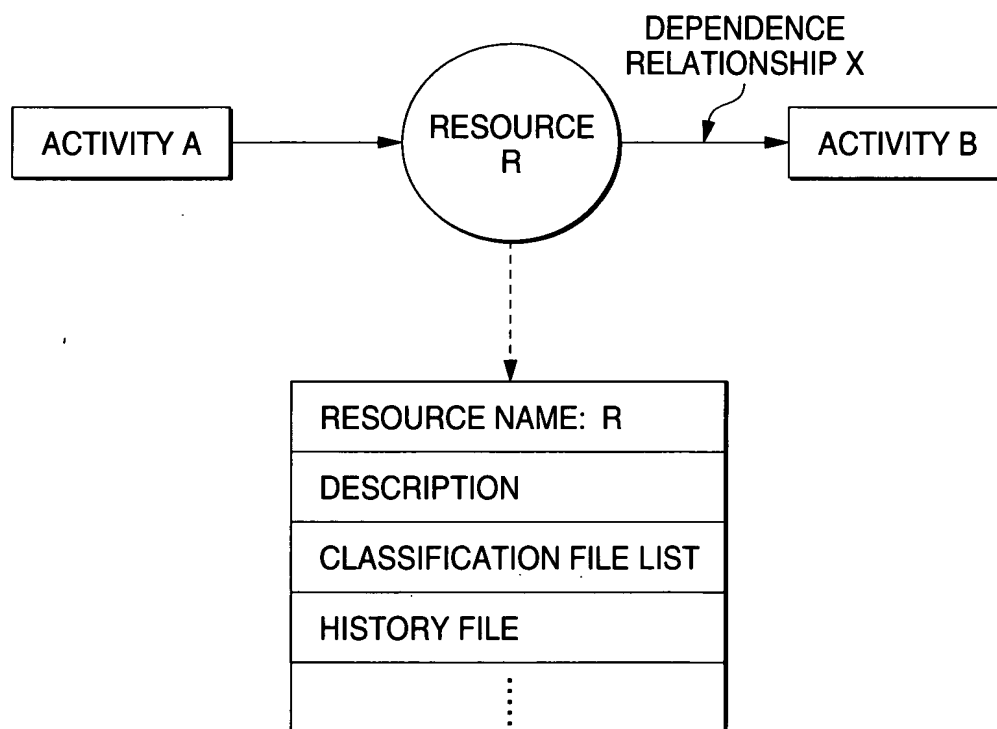 DEPENDENCE
RELATIONSHIP X
ACTIVITY A
RESOURCE
R
ACTIVITY B
RESOURCE NAME: R
DESCRIPTION
CLASSIFICATION FILE LIST
HISTORY FILE